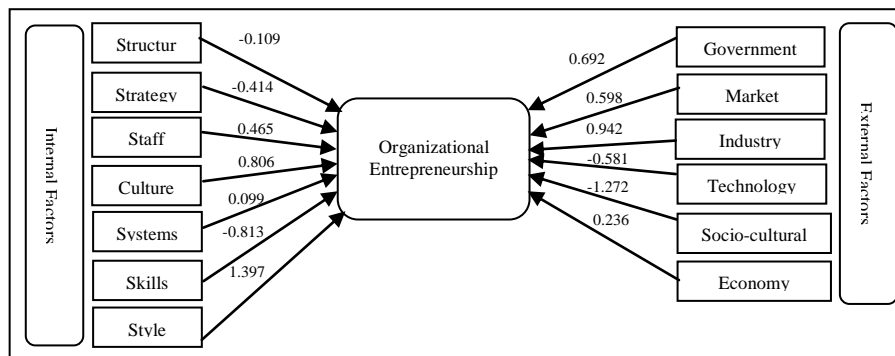 Internal Factors
Structur
Strategy
Staff
Culture
Systems
Skills
Style
-0.109
-0.414
0.465
0.806
0.099
-0.813
1.397
Organizational
Entrepreneurship
0.692
0.598
0.942
-0.581
-1.272
0.236
Government
Market
Industry
Technology
Socio-cultural
Economy
External Factors